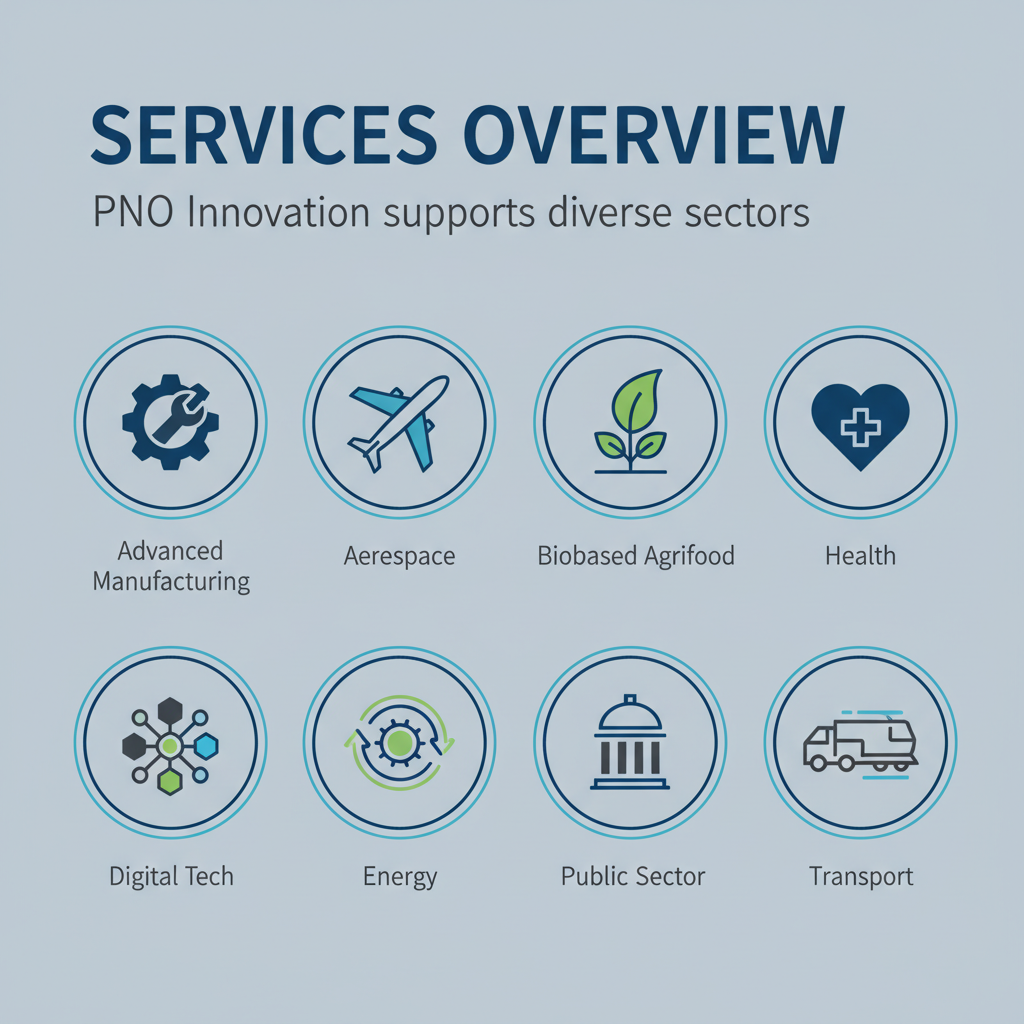 SERVICES OVERVIEW
PNO Innovation supports diverse sectors
Advanced
Manufacturing
Aerespace
Biobased Agrifood
Health
Digital Tech
Energy
Public Sector
Transport